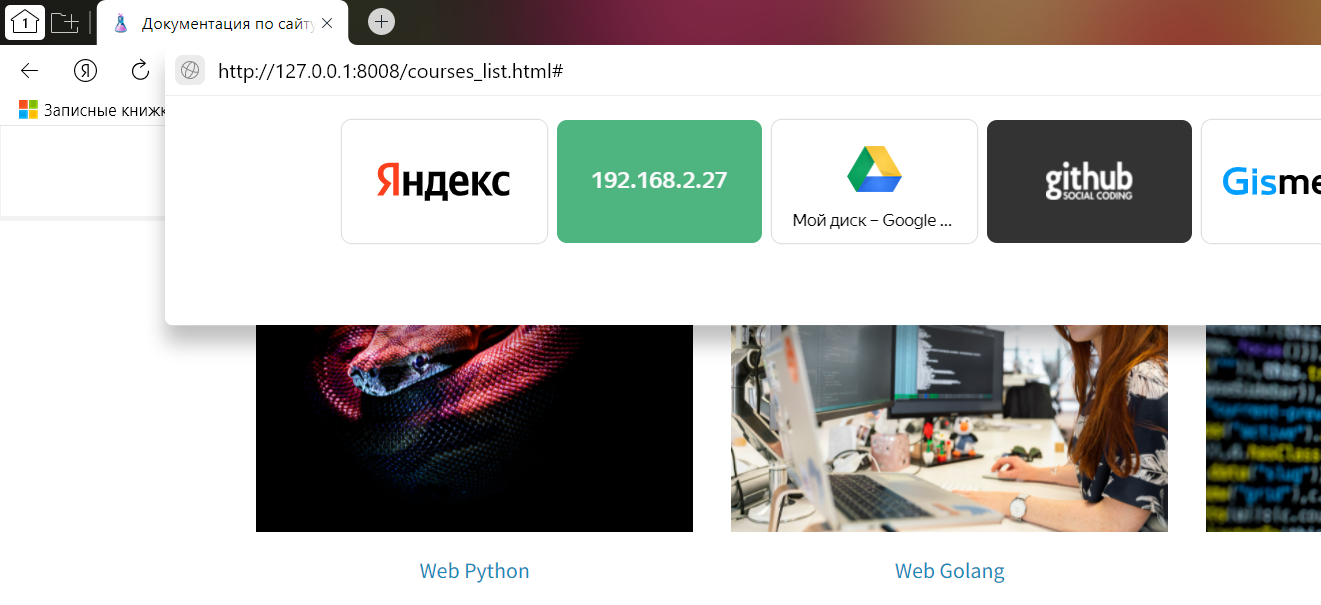 1
Документация по сайту
Я
http://127.0.0.1:8008/courses_list.html#
Записные книжк
Яндекс
192.168.2.27
Мой диск – Google ...
github
SOCIAL CODING
Gisme
Web Python
Web Golang